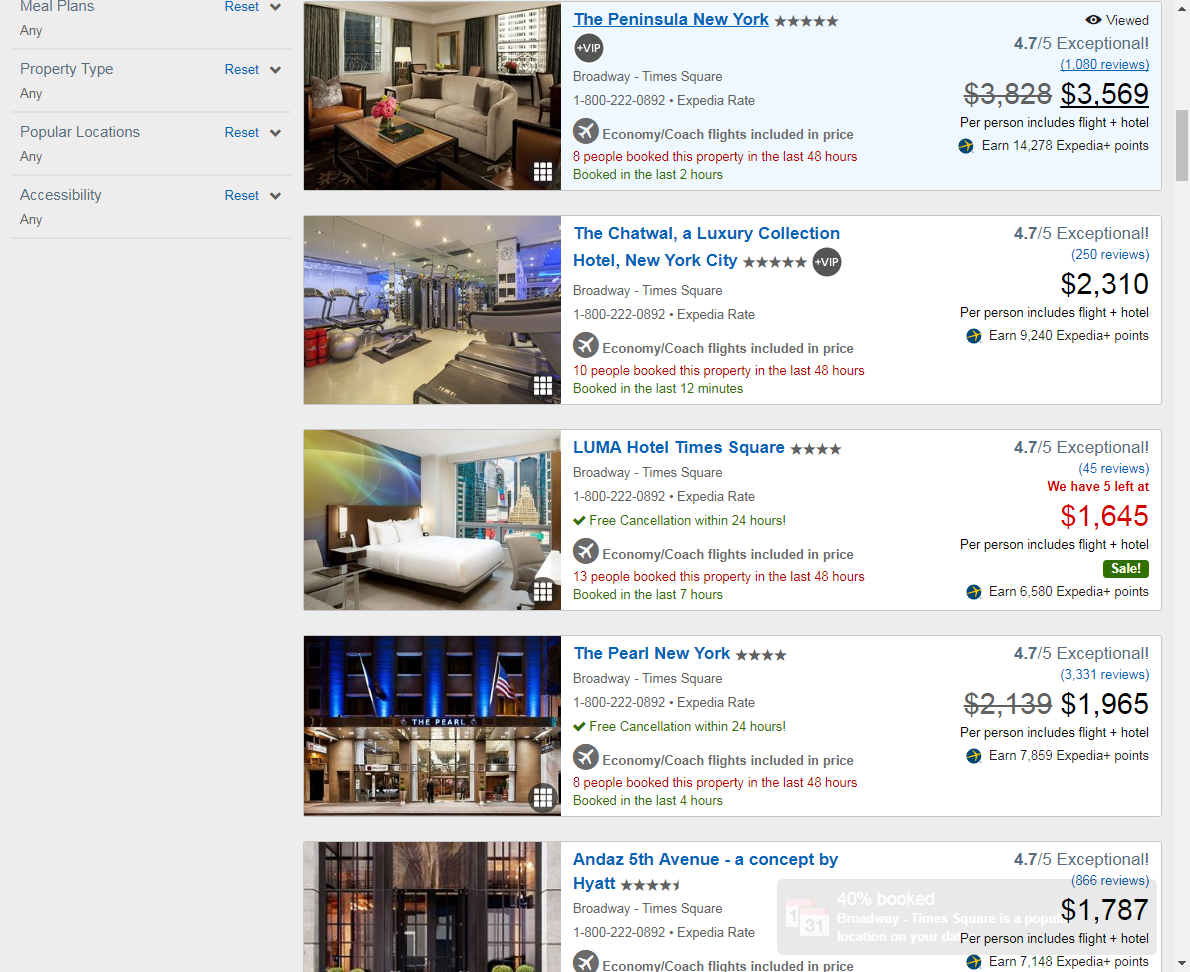 Meal Plans Reset
Any
Property Type Reset
Any
Popular Locations Reset
Any
Accessibility Reset
Any
The Peninsula New York
+VIP
Broadway - Times Square
1-800-222-0892 • Expedia Rate
Economy/Coach flights included in price
8 people booked this property in the last 48 hours
Booked in the last 2 hours
Viewed
4.7/5 Exceptional!
(1,080 reviews)
$3,828 $3,569
Per person includes flight + hotel
Earn 14,278 Expedia+ points
The Chatwal, a Luxury Collection
Hotel, New York City +VIP
Broadway - Times Square
1-800-222-0892 • Expedia Rate
Economy/Coach flights included in price
10 people booked this property in the last 48 hours
Booked in the last 12 minutes
4.7/5 Exceptional!
(250 reviews)
$2,310
Per person includes flight + hotel
Earn 9,240 Expedia+ points
LUMA Hotel Times Square
Broadway - Times Square
1-800-222-0892 • Expedia Rate
Free Cancellation within 24 hours!
Economy/Coach flights included in price
13 people booked this property in the last 48 hours
Booked in the last 7 hours
4.7/5 Exceptional!
(45 reviews)
We have 5 left at
$1,645
Per person includes flight + hotel
Sale!
Earn 6,580 Expedia+ points
THE PEARL
The Pearl New York
Broadway - Times Square
1-800-222-0892 • Expedia Rate
Free Cancellation within 24 hours!
Economy/Coach flights included in price
8 people booked this property in the last 48 hours
Booked in the last 4 hours
4.7/5 Exceptional!
(3,331 reviews)
$2,139 $1,965
Per person includes flight + hotel
Earn 7,859 Expedia+ points
Andaz 5th Avenue - a concept by
Hyatt
Broadway - Times Square
1-800-222-0892 • Expedia Rate
Economy/Coach flights included in price
4.7/5 Exceptional!
(866 reviews)
$1,787
Per person includes flight + hotel
Earn 7,148 Expedia+ points
1 31
40% booked
Broadway - Times Square is a
location on your